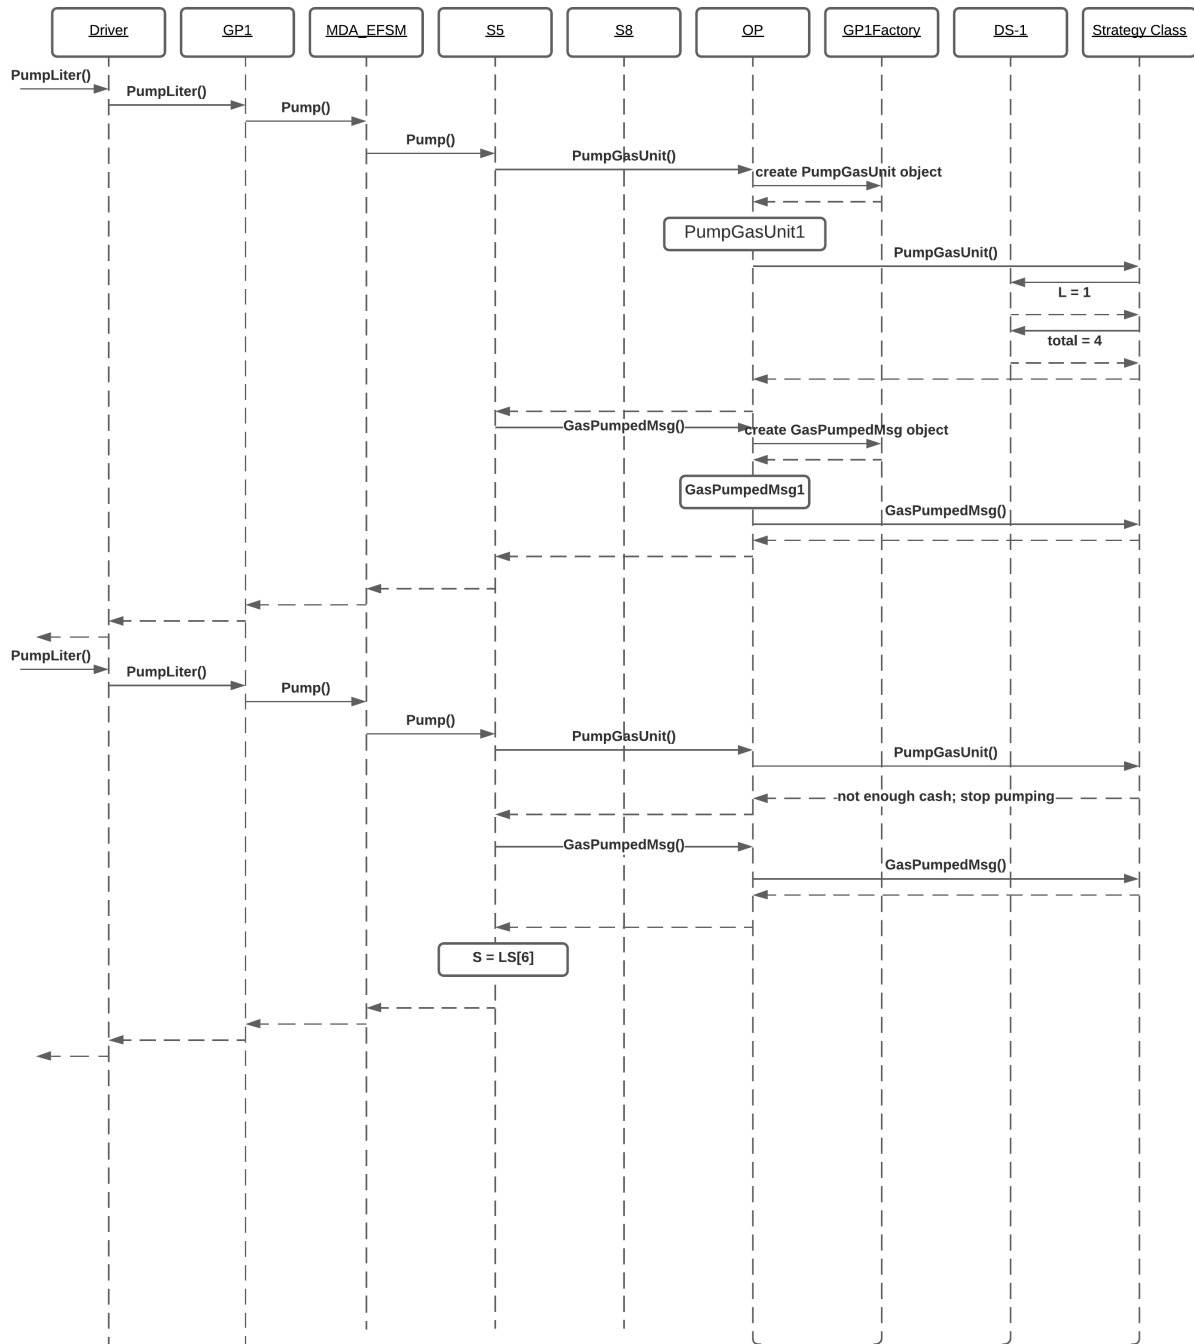 Driver
GP1
MDA_EFSM
S5
S8
OP
GP1Factory
DS-1
Strategy Class
PumpLiter()
PumpLiter()
Pump()
Pump()
PumpGasUnit()
create PumpGasUnit object
PumpGasUnit1
PumpGasUnit()
L = 1
total = 4
GasPumpedMsg()
create GasPumpedMsg object
GasPumpedMsg1
GasPumpedMsg()
PumpLiter()
PumpLiter()
Pump()
Pump()
PumpGasUnit()
PumpGasUnit()
not enough cash; stop pumping
GasPumpedMsg()
GasPumpedMsg()
S = LS[6]